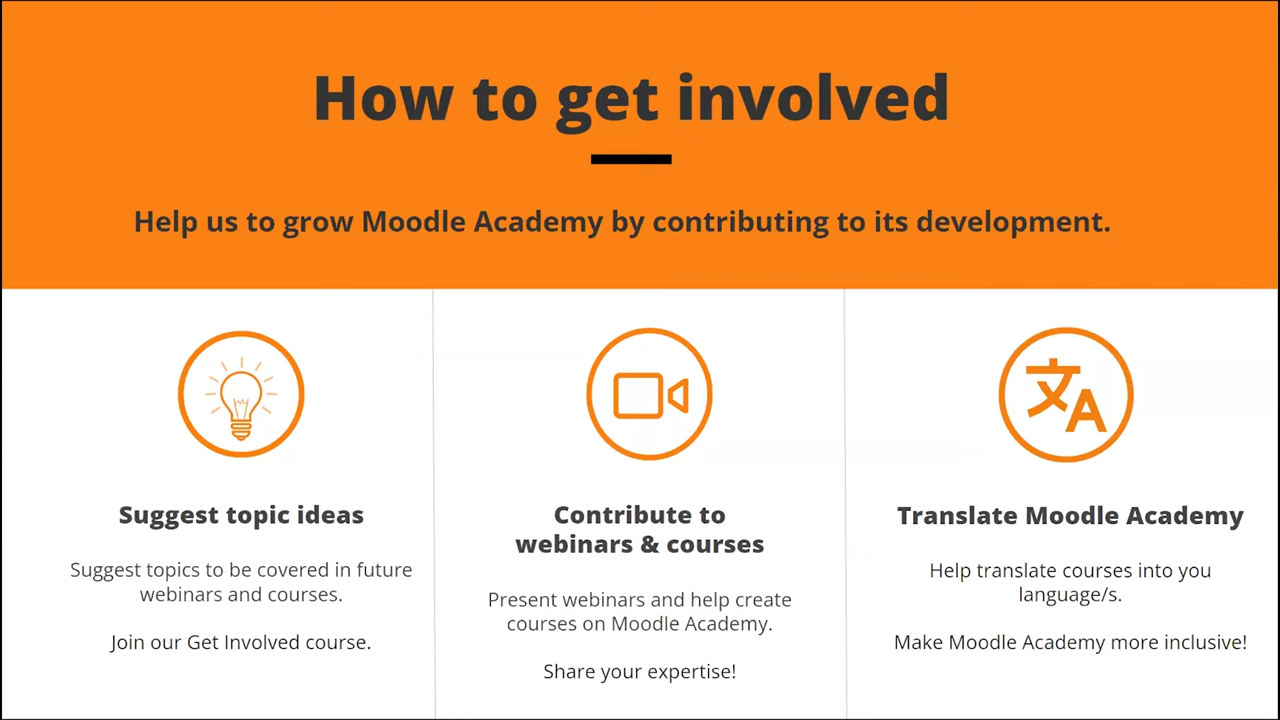 How to get involved
Help us to grow Moodle Academy by contributing to its development.
文A
Suggest topic ideas
Suggest topics to be covered in future
webinars and courses.
Join our Get Involved course.
Contribute to
webinars & courses
Present webinars and help create
courses on Moodle Academy.
Share your expertise!
Translate Moodle Academy
Help translate courses into you
language/s.
Make Moodle Academy more inclusive!